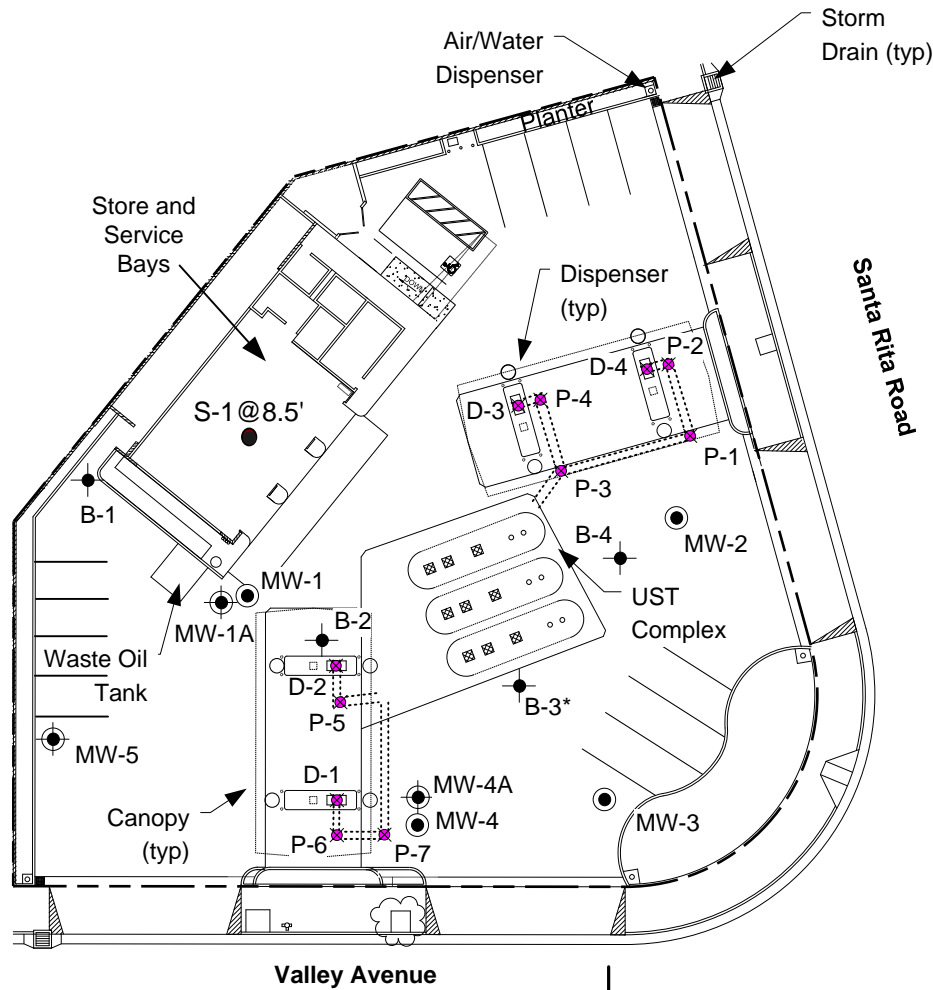 Storm
Drain (typ)
Air/Water
Dispenser
Planter
Store and
Service
Bays
DOWN
Dispenser
(typ)
Santa Rita Road
P-2
D-4
D-3
P-4
S-1@8.5'
P-1
P-3
B-1
MW-2
B-4
MW-1
UST
Complex
MW-1A
B-2
Waste Oil
Tank
D-2
B-3*
P-5
MW-5
D-1
MW-4A
Canopy
(typ)
MW-4
MW-3
P-6
P-7
Valley Avenue